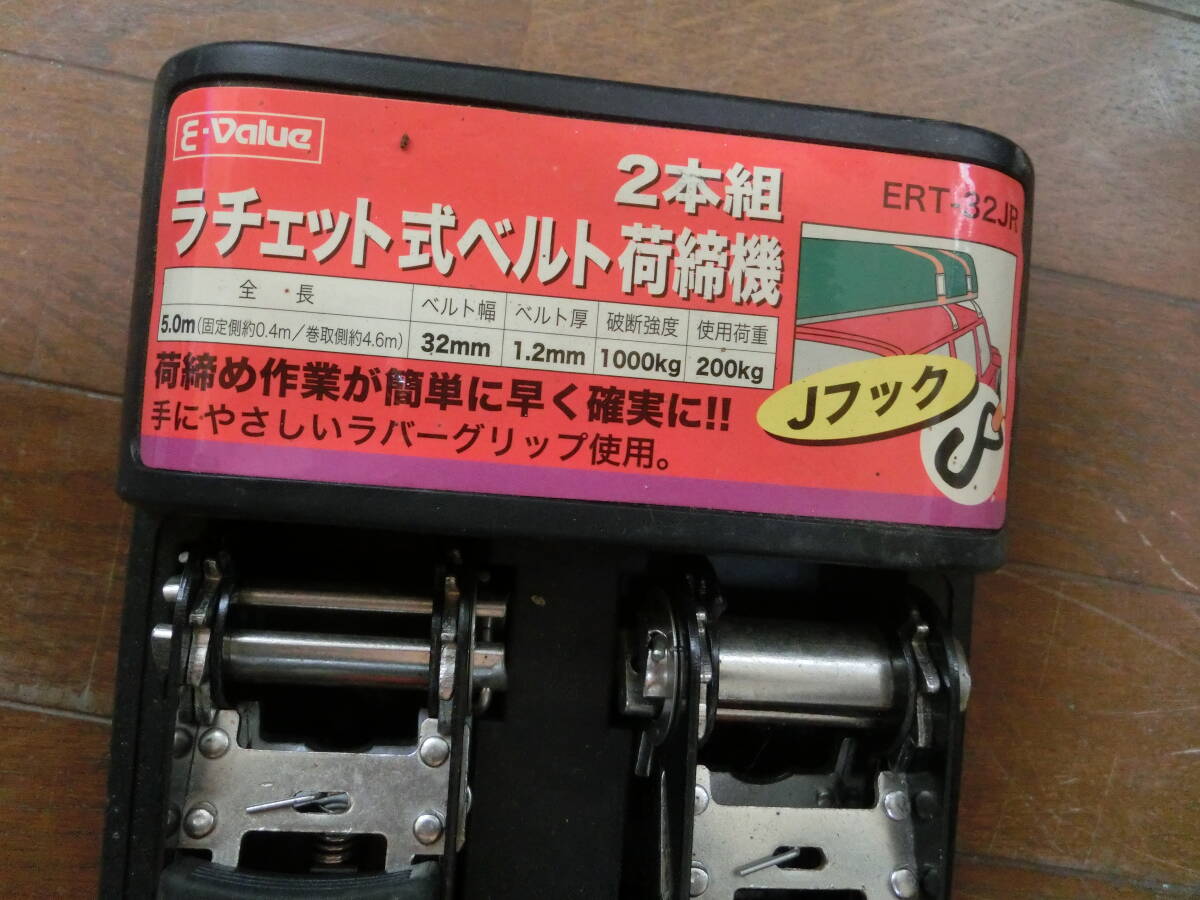 E-Value
2本組
ERT-32JR
ラチェット式ベルト荷締機
全長 ベルト幅 ベルト厚 破断強度 使用荷重
5.0m(固定側約0.4m/巻取側約4.6m) 32mm 1.2mm 1000kg 200kg
荷締め作業が簡単に早く確実に!!
手にやさしいラバーグリップ使用。
Jフック